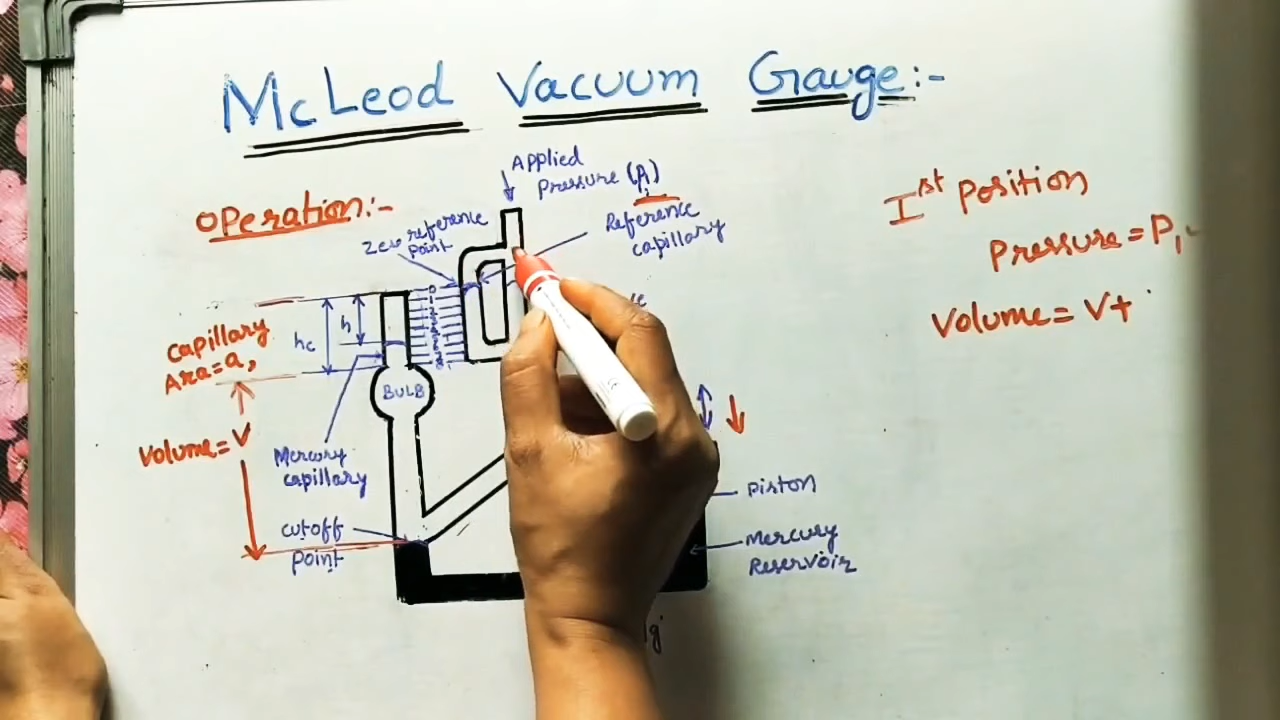 McLeod Vacuum Gauge:-
Applied
Pressure (P₁)
Operation:-
Zero reference
point
Reference
capillary
Ist Position
Pressure = P₁
Volume = V+
hc
h
Capillary
Area = a,
BULB
Volume = V
Mercury
capillary
cutoff
point
Piston
Mercury
Reservoir